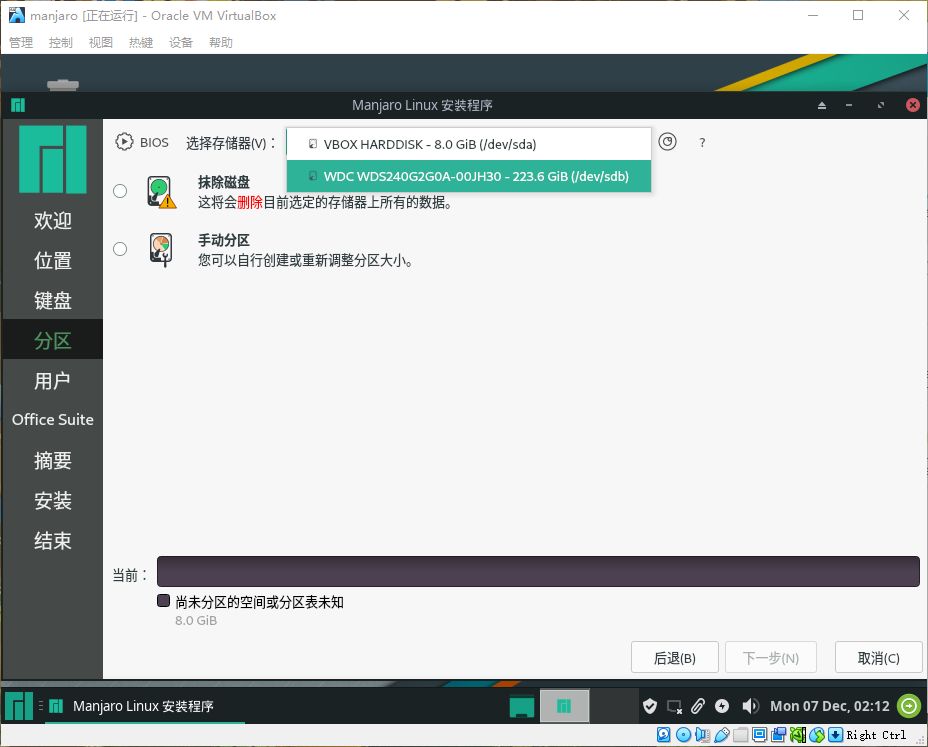 manjaro [正在运行] - Oracle VM VirtualBox
管理 控制 视图 热键 设备 帮助
Manjaro Linux 安装程序
BIOS 选择存储器(V)：
VBOX HARDDISK - 8.0 GiB (/dev/sda)
?
WDC WDS240G2G0A-00JH30 - 223.6 GiB (/dev/sdb)
抹除磁盘
这将会删除目前选定的存储器上所有的数据。
手动分区
您可以自行创建或重新调整分区大小。
欢迎
位置
键盘
分区
用户
Office Suite
摘要
安装
结束
当前：
尚未分区的空间或分区表未知
8.0 GiB
后退(B) 下一步(N) 取消(C)
Manjaro Linux 安装程序
Mon 07 Dec, 02:12
Right Ctrl